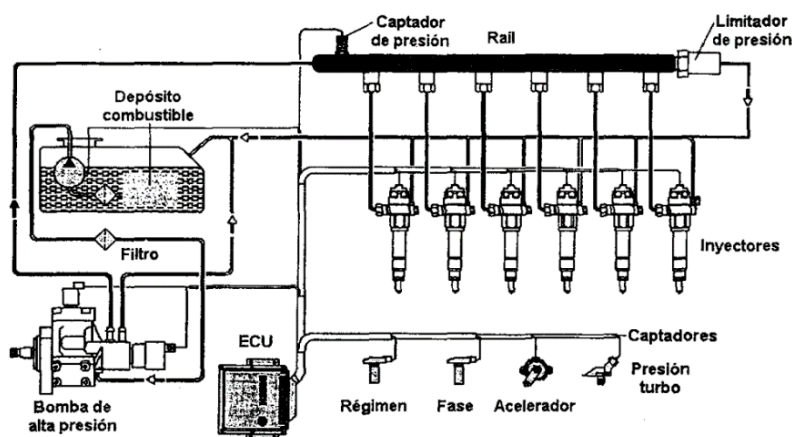 Captador
de presión
Rail
Limitador
de presión
Depósito
combustible
Filtro
Inyectores
ECU
Captadores
Régimen
Fase
Acelerador
Presión
turbo
Bomba de
alta presión